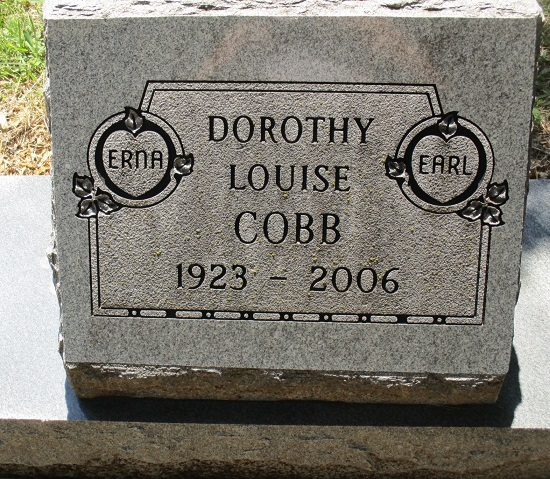 ERNA
EARL
DOROTHY
LOUISE
COBB
1923 - 2006